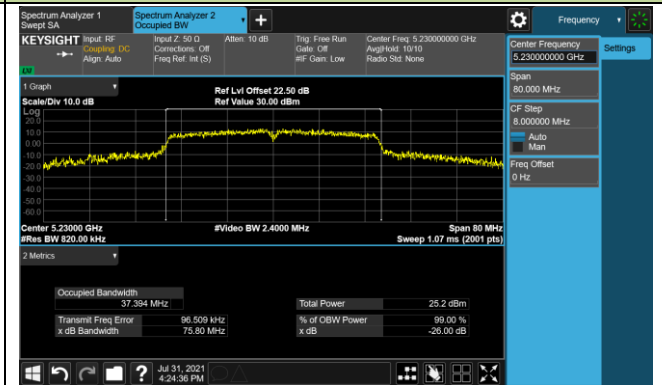 Spectrum Analyzer 1
Swept SA
Spectrum Analyzer 2
Occupied BW
+
Frequency
KEYSIGHT
Input: RF
Coupling: DC
Align: Auto
Input Z: 50 Ω
Corrections: Off
Freq Ref: Int (S)
Atten: 10 dB
Trig: Free Run
Gate: Off
#IF Gain: Low
Center Freq: 5.230000000 GHz
Avg|Hold: 10/10
Radio Std: None
Center Frequency
5.230000000 GHz
Settings
Span
80.000 MHz
CF Step
8.000000 MHz
Auto
Man
Freq Offset
0 Hz
1 Graph
Scale/Div 10.0 dB
Ref Lvl Offset 22.50 dB
Ref Value 30.00 dBm
Log
20.0
10.0
0.00
-10.0
-20.0
-30.0
-40.0
-50.0
-60.0
Center 5.23000 GHz
#Res BW 820.00 kHz
#Video BW 2.4000 MHz
Span 80 MHz
Sweep 1.07 ms (2001 pts)
2 Metrics
Occupied Bandwidth
37.394 MHz
Total Power 25.2 dBm
Transmit Freq Error 96.509 kHz
% of OBW Power 99.00 %
x dB Bandwidth 75.80 MHz
x dB -26.00 dB
?
Jul 31, 2021
4:24:36 PM